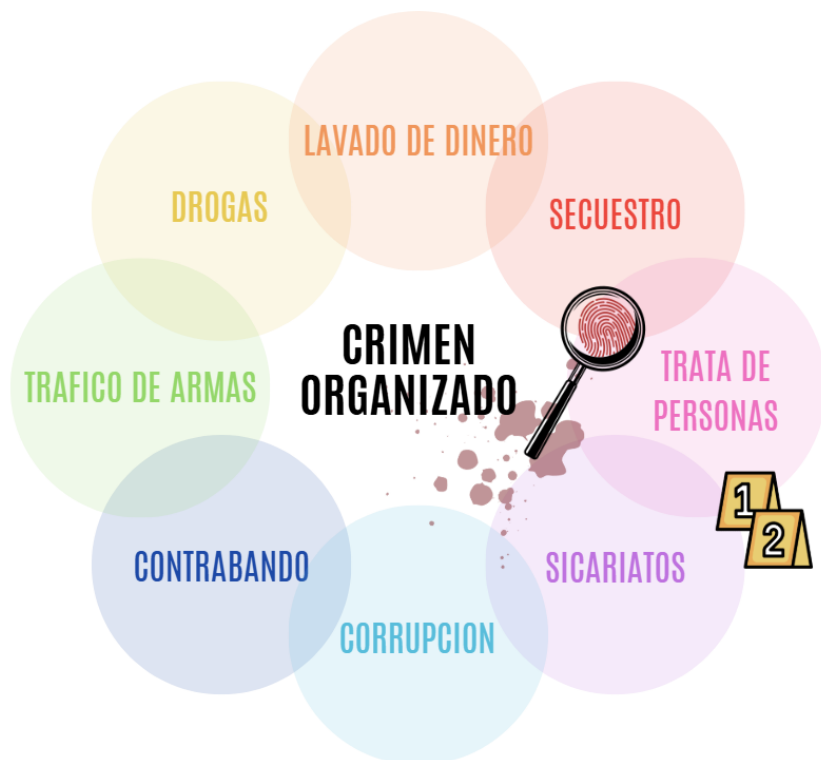 LAVADO DE DINERO
DROGAS
SECUESTRO
CRIMEN
ORGANIZADO
TRAFICO DE ARMAS
TRATA DE
PERSONAS
1
2
CONTRABANDO
SICARIATOS
CORRUPCION